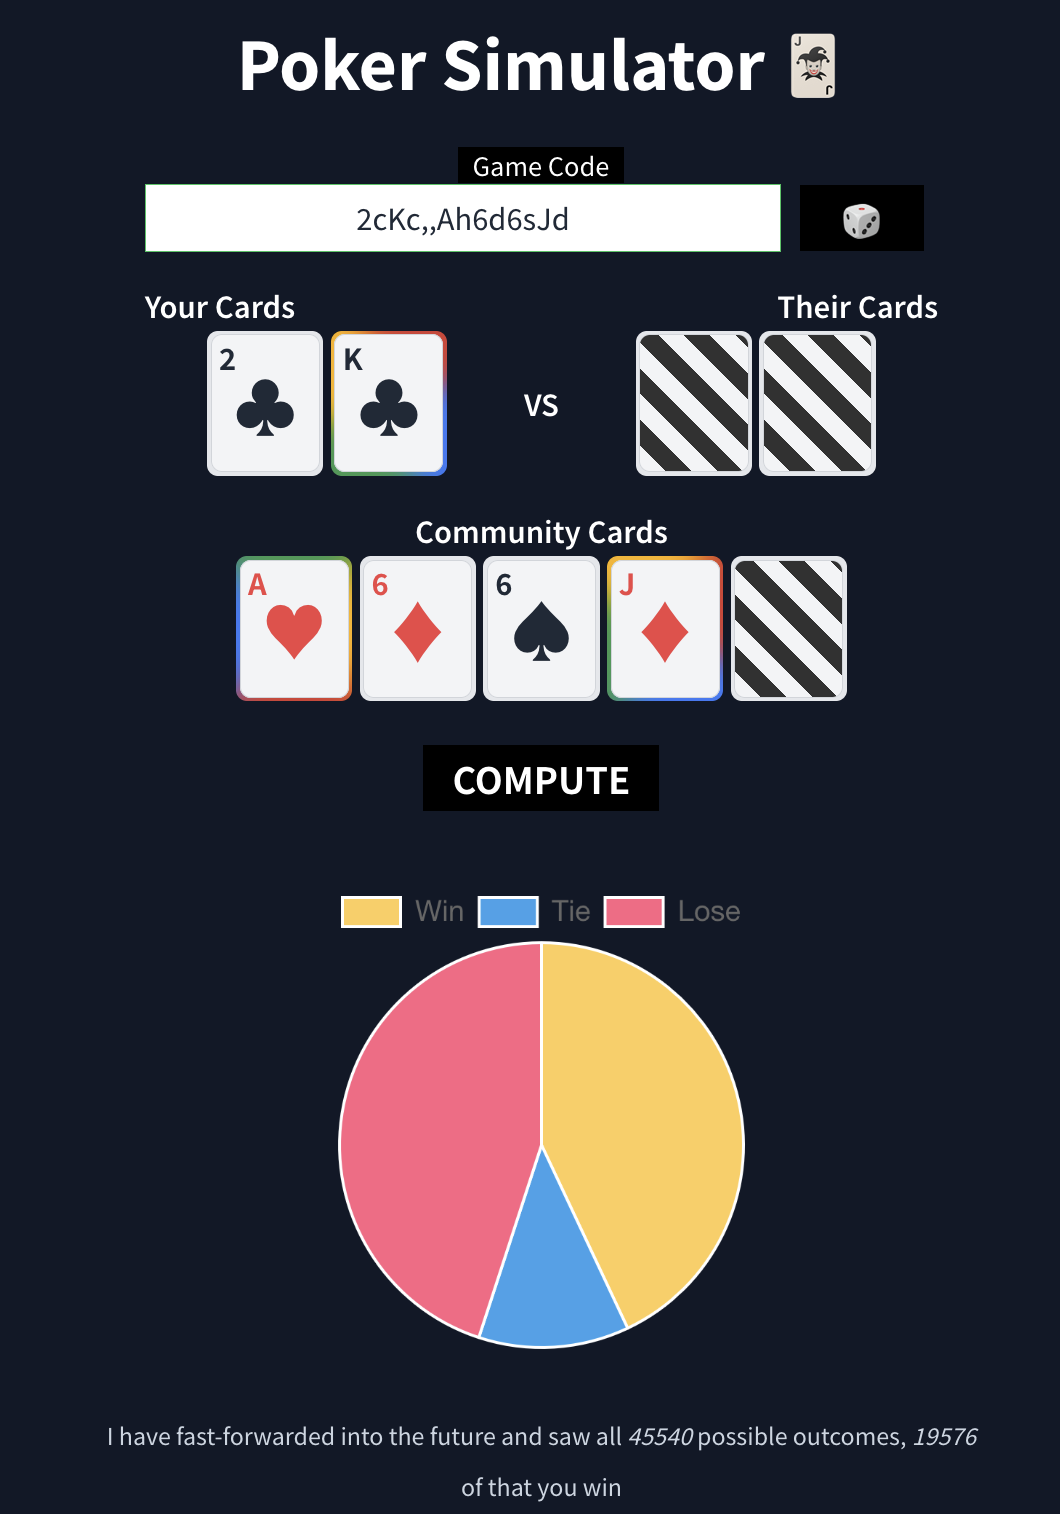 Poker Simulator
Game Code
2cKc,,Ah6d6sJd
Your Cards
Their Cards
2
K
VS
Community Cards
A
6
6
J
COMPUTE
Win Tie Lose
I have fast-forwarded into the future and saw all 45540 possible outcomes, 19576
of that you win